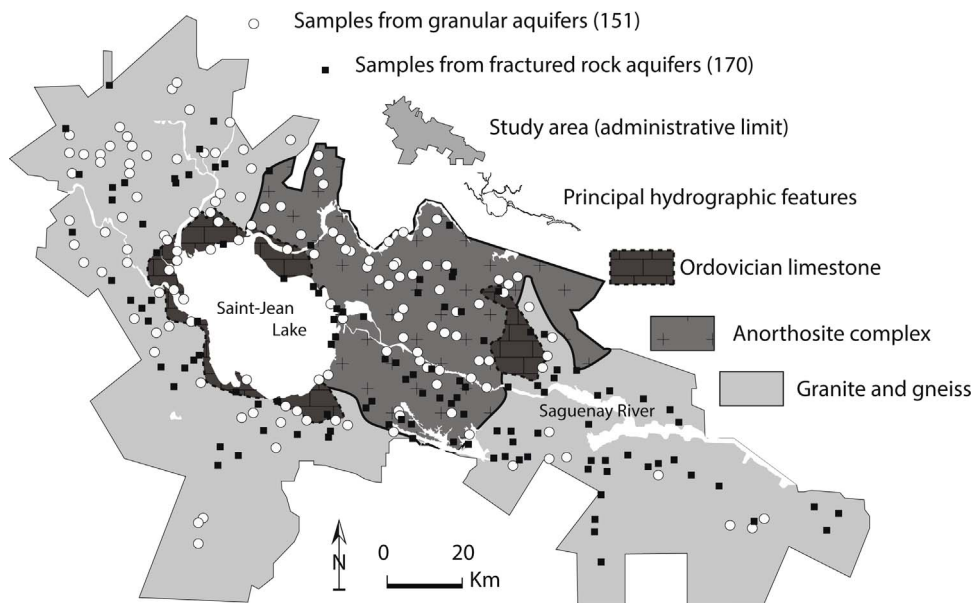 Samples from granular aquifers (151)
Samples from fractured rock aquifers (170)
Study area (administrative limit)
Principal hydrographic features
Ordovician limestone
Saint-Jean
Lake
Anorthosite complex
Granite and gneiss
Saguenay River
N
0 20
Km